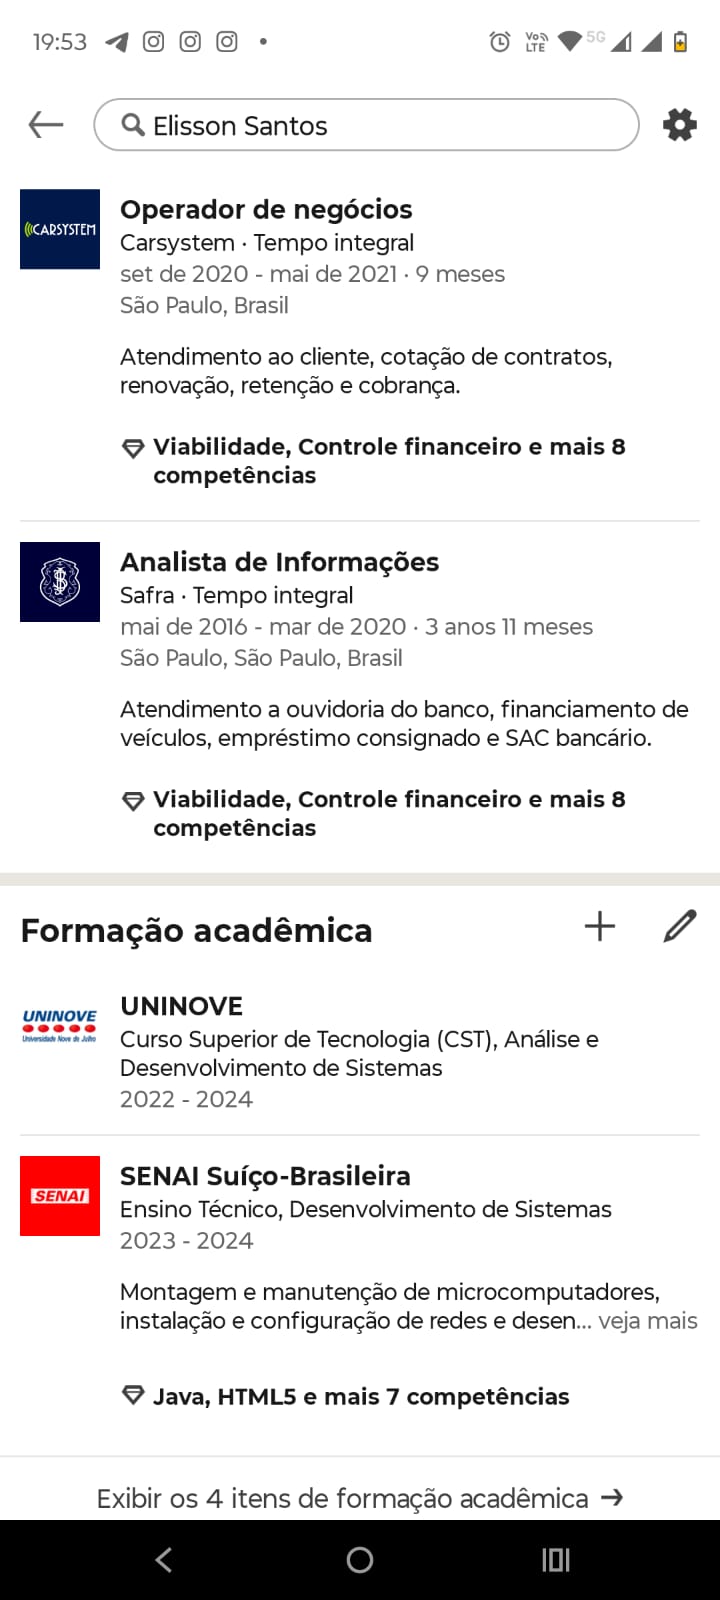 19:53
5G
Vo)) LTE
Elisson Santos
CARSYSTEM
Operador de negócios
Carsystem · Tempo integral
set de 2020 - mai de 2021 · 9 meses
São Paulo, Brasil
Atendimento ao cliente, cotação de contratos,
renovação, retenção e cobrança.
Viabilidade, Controle financeiro e mais 8
competências
Analista de Informações
Safra · Tempo integral
mai de 2016 - mar de 2020 · 3 anos 11 meses
São Paulo, São Paulo, Brasil
Atendimento a ouvidoria do banco, financiamento de
veículos, empréstimo consignado e SAC bancário.
Viabilidade, Controle financeiro e mais 8
competências
Formação acadêmica
UNINOVE
Universidade Nove de Julho
UNINOVE
Curso Superior de Tecnologia (CST), Análise e
Desenvolvimento de Sistemas
2022 - 2024
SENAI
SENAI Suíço-Brasileira
Ensino Técnico, Desenvolvimento de Sistemas
2023 - 2024
Montagem e manutenção de microcomputadores,
instalação e configuração de redes e desen... veja mais
Java, HTML5 e mais 7 competências
Exibir os 4 itens de formação acadêmica →